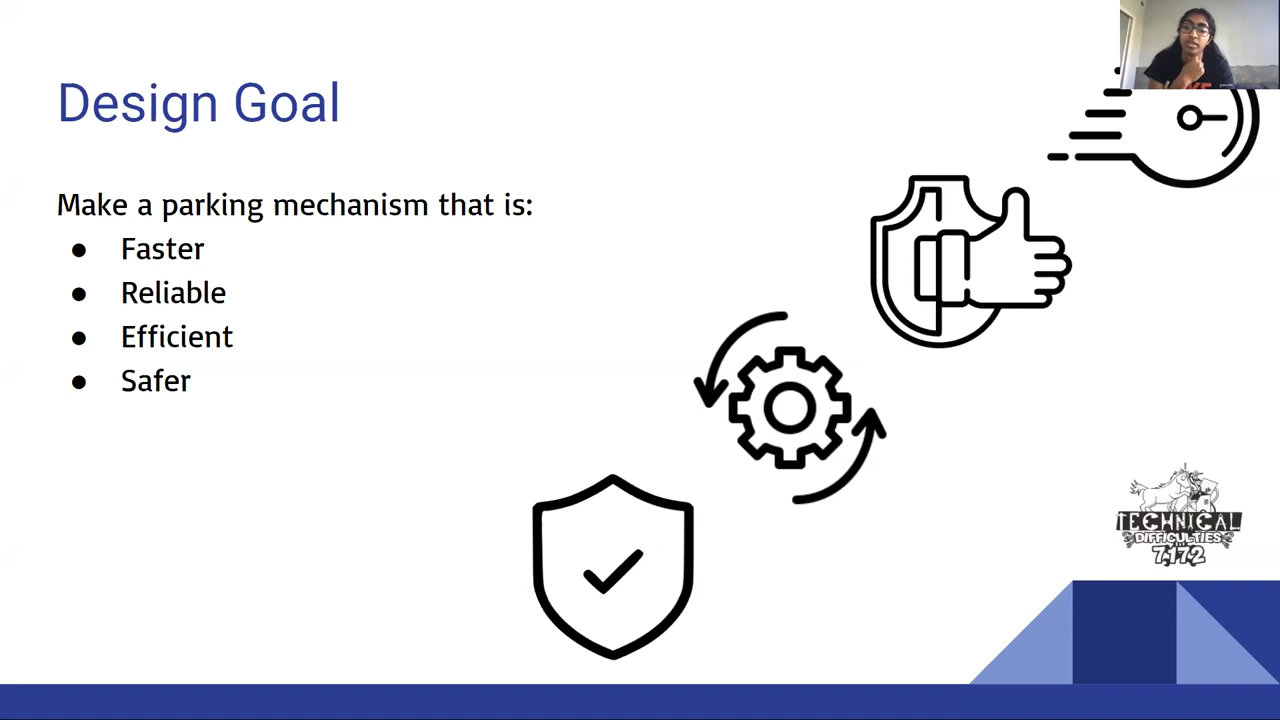 Design Goal
Make a parking mechanism that is:
● Faster
● Reliable
● Efficient
● Safer
TECHNICAL
DIFFICULTIES
7172